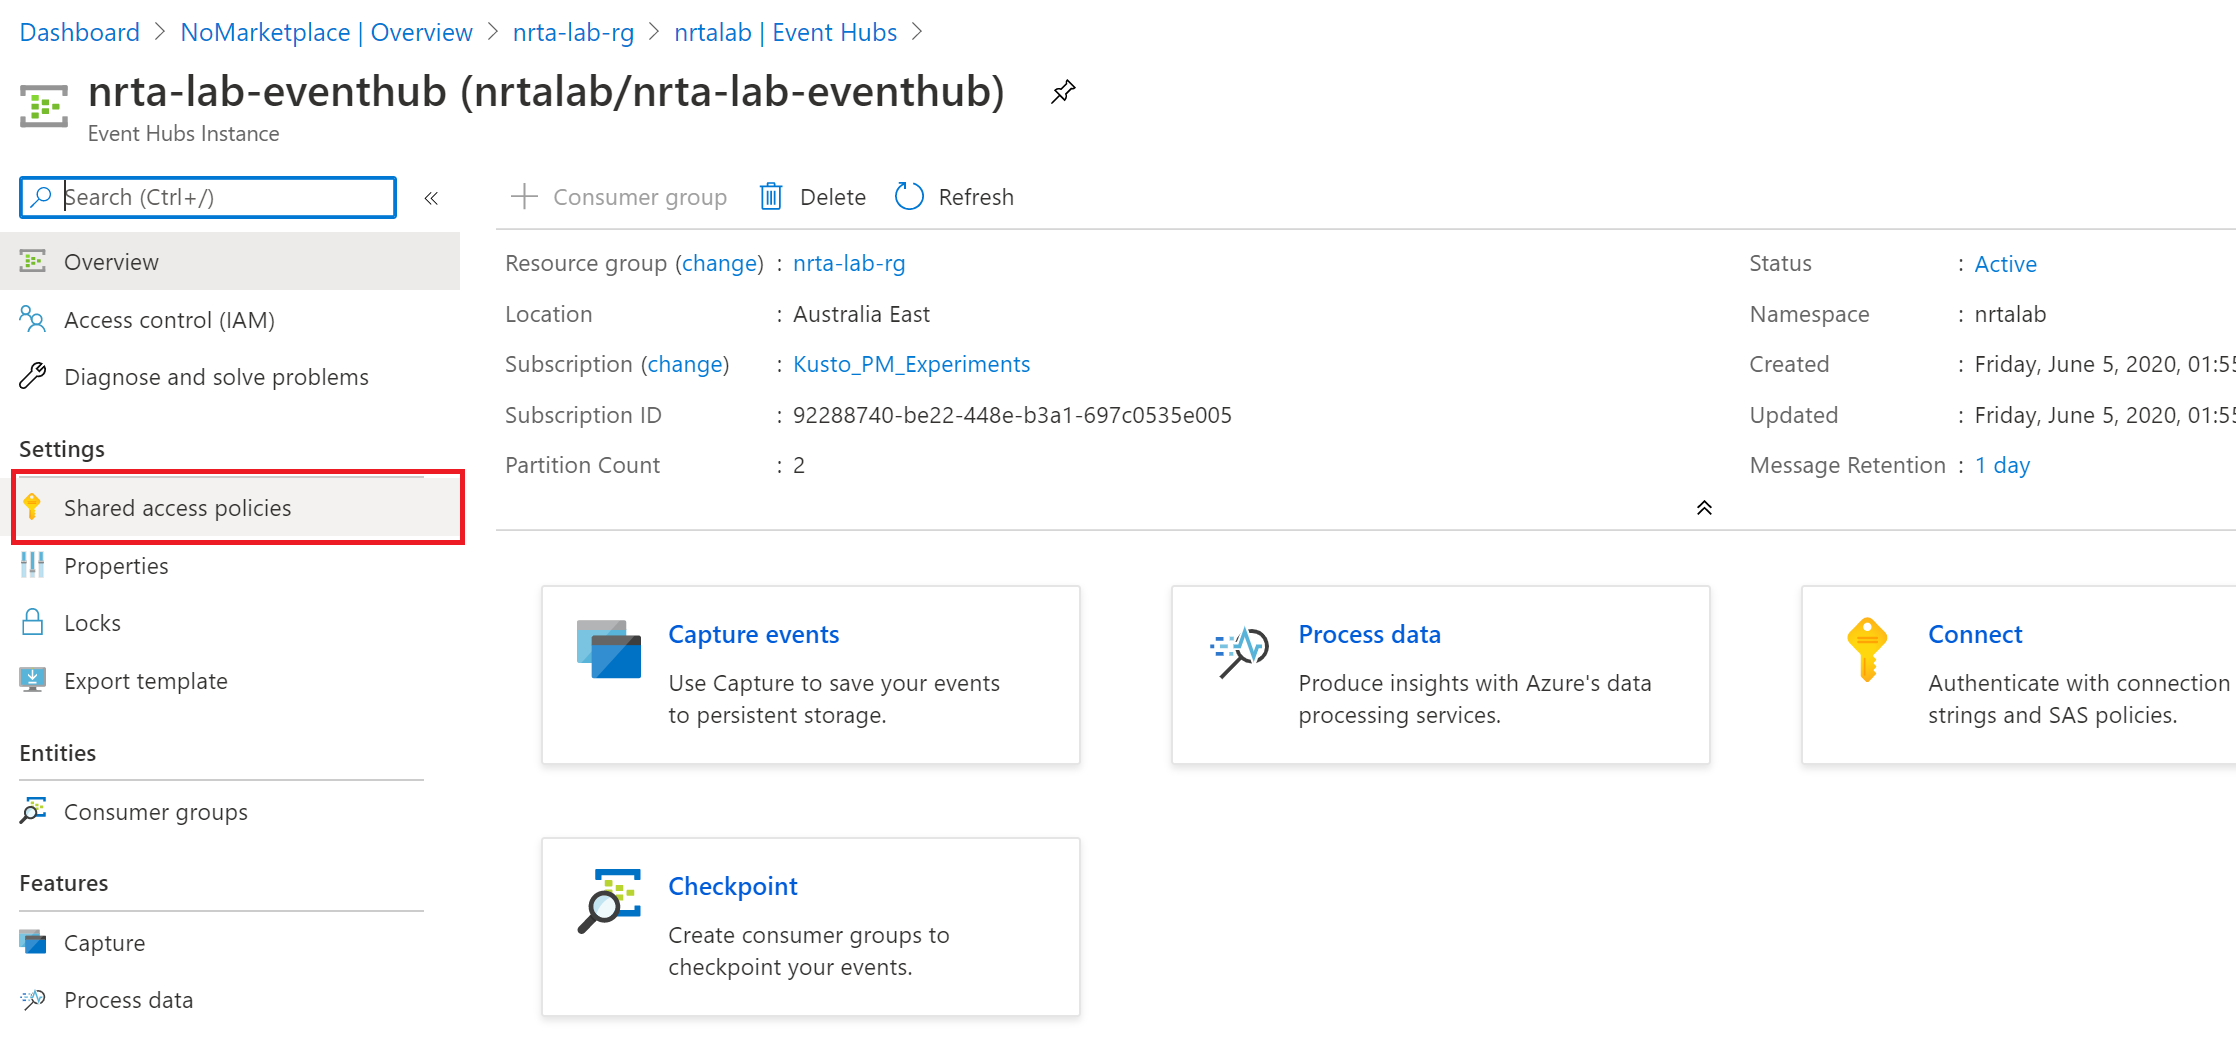 Dashboard > NoMarketplace | Overview > nrta-lab-rg > nrtalab | Event Hubs >
nrta-lab-eventhub (nrtalab/nrta-lab-eventhub)
Event Hubs Instance
Search (Ctrl+/)
«
Consumer group
Delete
Refresh
Overview
Access control (IAM)
Diagnose and solve problems
Settings
Shared access policies
Properties
Locks
Export template
Entities
Consumer groups
Features
Capture
Process data
Resource group (change) : nrta-lab-rg
Location : Australia East
Subscription (change) : Kusto_PM_Experiments
Subscription ID : 92288740-be22-448e-b3a1-697c0535e005
Partition Count : 2
Status : Active
Namespace : nrtalab
Created : Friday, June 5, 2020, 01:55
Updated : Friday, June 5, 2020, 01:55
Message Retention : 1 day
Capture events
Use Capture to save your events
to persistent storage.
Process data
Produce insights with Azure's data
processing services.
Connect
Authenticate with connection
strings and SAS policies.
Checkpoint
Create consumer groups to
checkpoint your events.